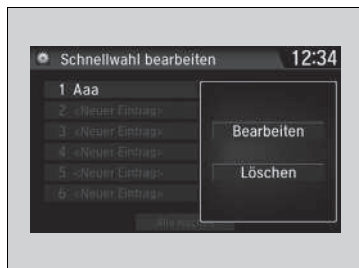 Schnellwahl bearbeiten 12:34
1 Aaa
2 <Neuer Eintrag>
3 <Neuer Eintrag>
4 <Neuer Eintrag>
5 <Neuer Eintrag>
6 <Neuer Eintrag>
Bearbeiten
Löschen